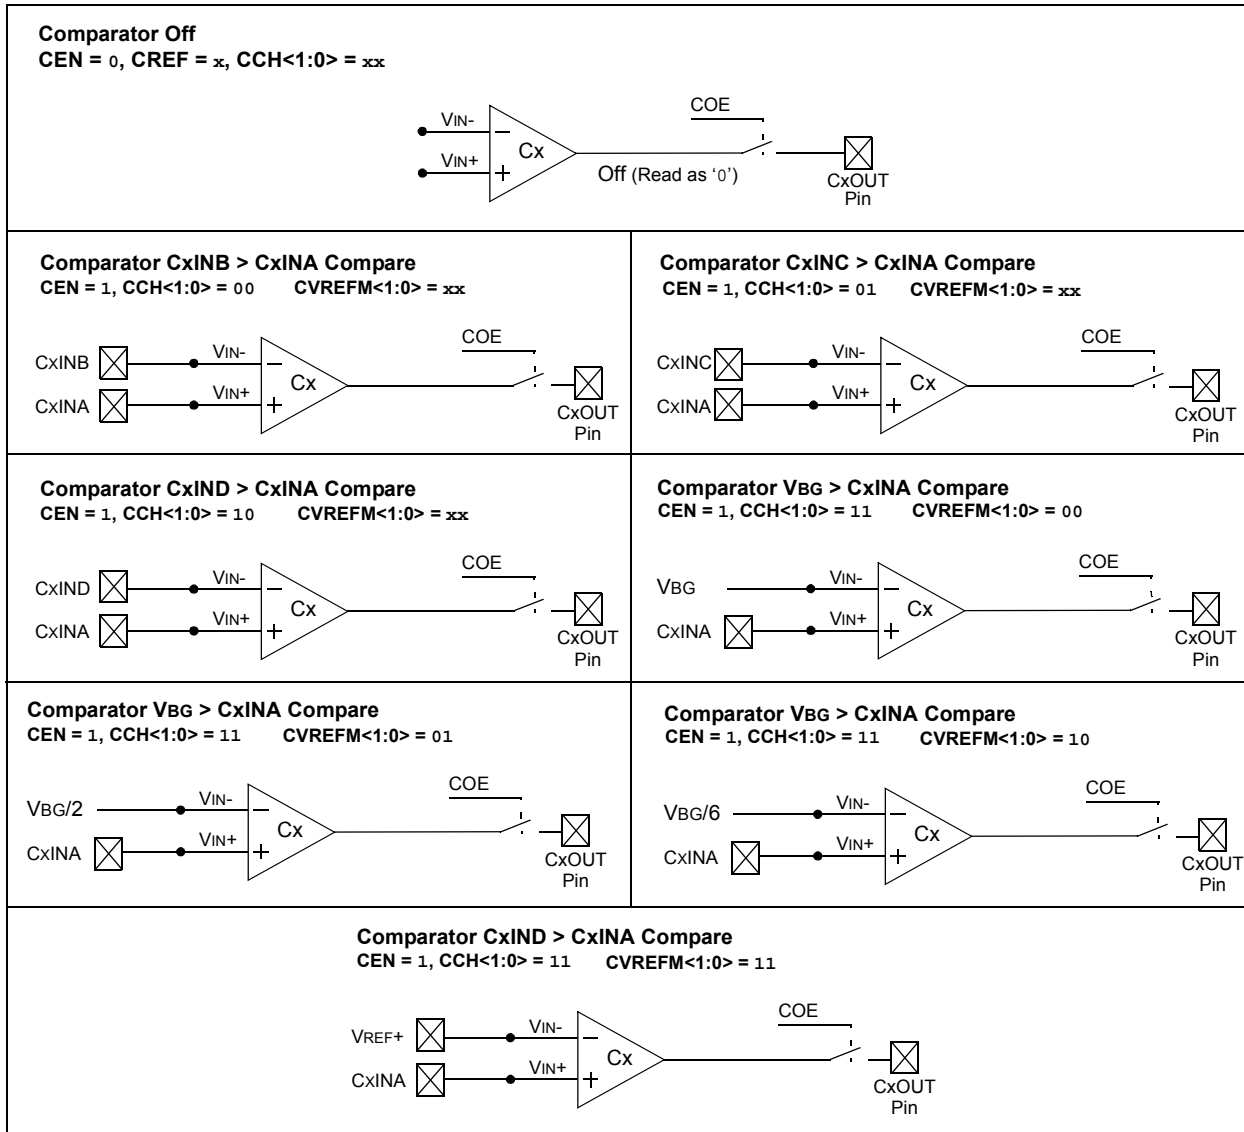 Comparator Off
CEN = 0, CREF = x, CCH<1:0> = xx
COE
VIN-
VIN+
Cx
Off (Read as ‘0’)
CxOUT
Pin
Comparator CxINB > CxINA Compare
CEN = 1, CCH<1:0> = 00 CVREFM<1:0> = xx
COE
CxINB
VIN-
CxINA
VIN+
Cx
CxOUT
Pin
Comparator CxINC > CxINA Compare
CEN = 1, CCH<1:0> = 01 CVREFM<1:0> = xx
COE
CxINC
VIN-
CxINA
VIN+
Cx
CxOUT
Pin
Comparator CxIND > CxINA Compare
CEN = 1, CCH<1:0> = 10 CVREFM<1:0> = xx
COE
CxIND
VIN-
CxINA
VIN+
Cx
CxOUT
Pin
Comparator VBG > CxINA Compare
CEN = 1, CCH<1:0> = 11 CVREFM<1:0> = 00
COE
VBG
VIN-
CxINA
VIN+
Cx
CxOUT
Pin
Comparator VBG > CxINA Compare
CEN = 1, CCH<1:0> = 11 CVREFM<1:0> = 01
COE
VBG/2
VIN-
CxINA
VIN+
Cx
CxOUT
Pin
Comparator VBG > CxINA Compare
CEN = 1, CCH<1:0> = 11 CVREFM<1:0> = 10
COE
VBG/6
VIN-
CxINA
VIN+
Cx
CxOUT
Pin
Comparator CxIND > CxINA Compare
CEN = 1, CCH<1:0> = 11 CVREFM<1:0> = 11
COE
VREF+
VIN-
CxINA
VIN+
Cx
CxOUT
Pin